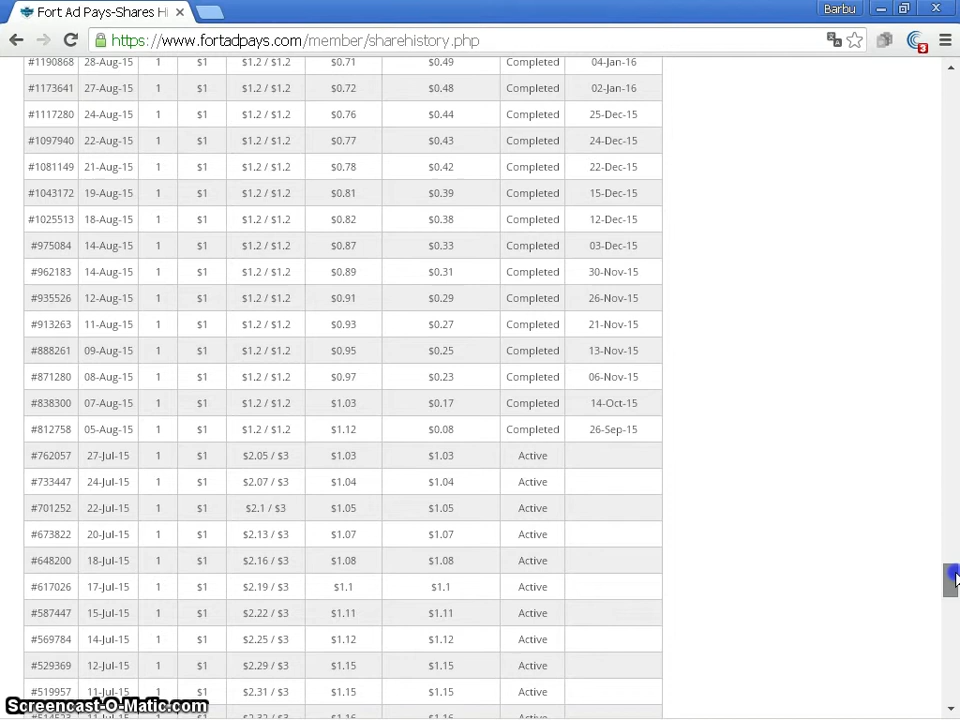 Fort Ad Pays-Shares Hi
Barbu
https://www.fortadpays.com/member/sharehistory.php
3
#1190868 28-Aug-15 1 $1 $1.2 / $1.2 $0.71 $0.49 Completed 04-Jan-16
#1173641 27-Aug-15 1 $1 $1.2 / $1.2 $0.72 $0.48 Completed 02-Jan-16
#1117280 24-Aug-15 1 $1 $1.2 / $1.2 $0.76 $0.44 Completed 25-Dec-15
#1097940 22-Aug-15 1 $1 $1.2 / $1.2 $0.77 $0.43 Completed 24-Dec-15
#1081149 21-Aug-15 1 $1 $1.2 / $1.2 $0.78 $0.42 Completed 22-Dec-15
#1043172 19-Aug-15 1 $1 $1.2 / $1.2 $0.81 $0.39 Completed 15-Dec-15
#1025513 18-Aug-15 1 $1 $1.2 / $1.2 $0.82 $0.38 Completed 12-Dec-15
#975084 14-Aug-15 1 $1 $1.2 / $1.2 $0.87 $0.33 Completed 03-Dec-15
#962183 14-Aug-15 1 $1 $1.2 / $1.2 $0.89 $0.31 Completed 30-Nov-15
#935526 12-Aug-15 1 $1 $1.2 / $1.2 $0.91 $0.29 Completed 26-Nov-15
#913263 11-Aug-15 1 $1 $1.2 / $1.2 $0.93 $0.27 Completed 21-Nov-15
#888261 09-Aug-15 1 $1 $1.2 / $1.2 $0.95 $0.25 Completed 13-Nov-15
#871280 08-Aug-15 1 $1 $1.2 / $1.2 $0.97 $0.23 Completed 06-Nov-15
#838300 07-Aug-15 1 $1 $1.2 / $1.2 $1.03 $0.17 Completed 14-Oct-15
#812758 05-Aug-15 1 $1 $1.2 / $1.2 $1.12 $0.08 Completed 26-Sep-15
#762057 27-Jul-15 1 $1 $2.05 / $3 $1.03 $1.03 Active
#733447 24-Jul-15 1 $1 $2.07 / $3 $1.04 $1.04 Active
#701252 22-Jul-15 1 $1 $2.1 / $3 $1.05 $1.05 Active
#673822 20-Jul-15 1 $1 $2.13 / $3 $1.07 $1.07 Active
#648200 18-Jul-15 1 $1 $2.16 / $3 $1.08 $1.08 Active
#617026 17-Jul-15 1 $1 $2.19 / $3 $1.1 $1.1 Active
#587447 15-Jul-15 1 $1 $2.22 / $3 $1.11 $1.11 Active
#569784 14-Jul-15 1 $1 $2.25 / $3 $1.12 $1.12 Active
#529369 12-Jul-15 1 $1 $2.29 / $3 $1.15 $1.15 Active
#519957 11-Jul-15 1 $1 $2.31 / $3 $1.15 $1.15 Active
Screencast-O-Matic.com